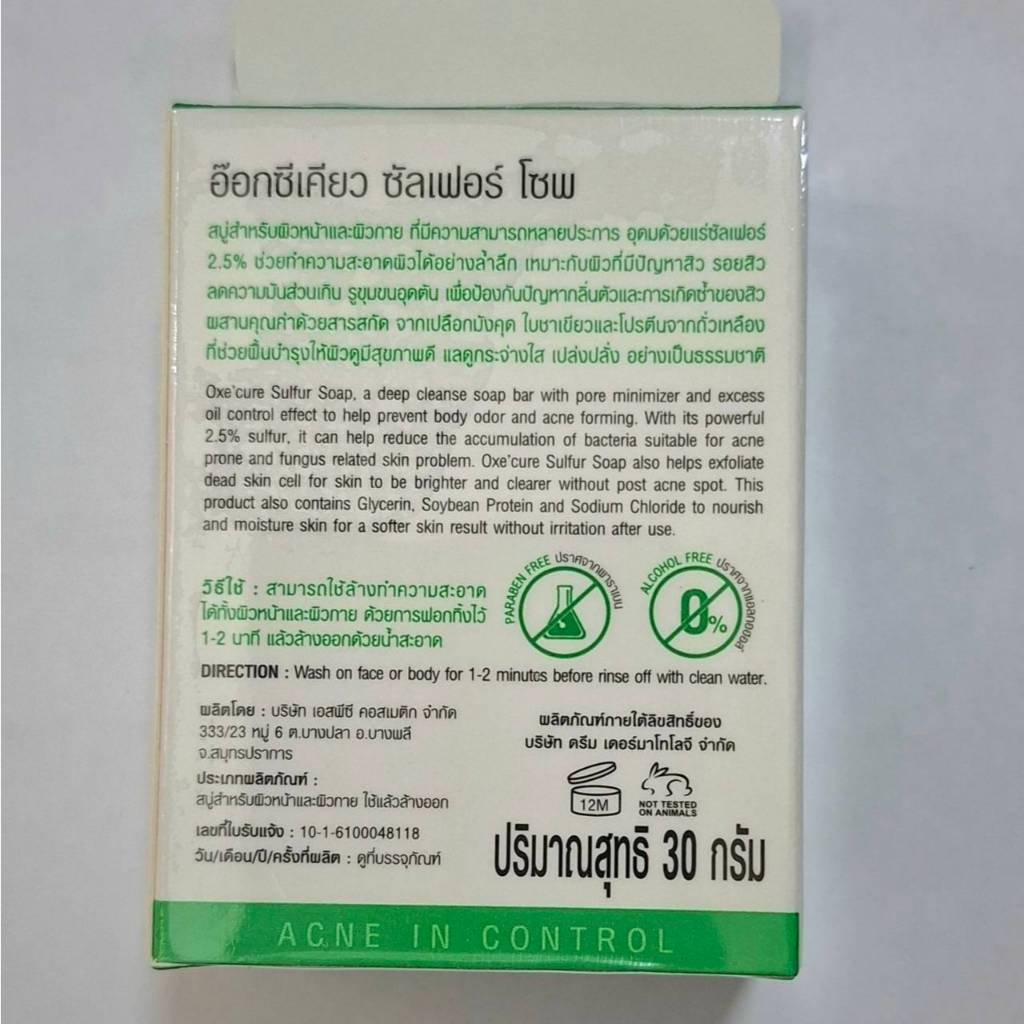 อ๊อกซีเคียว ซัลเฟอร์ โซพ
สบู่สำหรับผิวหน้าและผิวกาย ที่มีความสามารถหลายประการ อุดมด้วยแร่ซัลเฟอร์
2.5% ช่วยทำความสะอาดผิวได้อย่างล้ำลึก เหมาะกับผิวที่มีปัญหาสิว รอยสิว
ลดความมันส่วนเกิน รูขุมขนอุดตัน เพื่อป้องกันปัญหากลิ่นตัวและการเกิดซ้ำของสิว
ผสานคุณค่าด้วยสารสกัด จากเปลือกมังคุด ใบชาเขียวและโปรตีนจากถั่วเหลือง
ที่ช่วยฟื้นบำรุงให้ผิวดูมีสุขภาพดี แลดูกระจ่างใส เปล่งปลั่ง อย่างเป็นธรรมชาติ
Oxe'cure Sulfur Soap, a deep cleanse soap bar with pore minimizer and excess
oil control effect to help prevent body odor and acne forming. With its powerful
2.5% sulfur, it can help reduce the accumulation of bacteria suitable for acne
prone and fungus related skin problem. Oxe'cure Sulfur Soap also helps exfoliate
dead skin cell for skin to be brighter and clearer without post acne spot. This
product also contains Glycerin, Soybean Protein and Sodium Chloride to nourish
and moisture skin for a softer skin result without irritation after use.
วิธีใช้ : สามารถใช้ล้างทำความสะอาด
ได้ทั้งผิวหน้าและผิวกาย ด้วยการฟอกทิ้งไว้
1-2 นาที แล้วล้างออกด้วยน้ำสะอาด
PARABEN FREE ปราศจากพาราเบน
ALCOHOL FREE ปราศจากแอลกอฮอล์
0%
DIRECTION : Wash on face or body for 1-2 minutes before rinse off with clean water.
ผลิตโดย : บริษัท เอสพีซี คอสเมติก จำกัด
333/23 หมู่ 6 ต.บางปลา อ.บางพลี
จ.สมุทรปราการ
ประเภทผลิตภัณฑ์ :
สบู่สำหรับผิวหน้าและผิวกาย ใช้แล้วล้างออก
เลขที่ใบรับแจ้ง : 10-1-6100048118
วัน/เดือน/ปี/ครั้งที่ผลิต : ดูที่บรรจุภัณฑ์
ผลิตภัณฑ์ภายใต้ลิขสิทธิ์ของ
บริษัท ดรีม เดอร์มาโทโลจี จำกัด
12M
NOT TESTED
ON ANIMALS
ปริมาณสุทธิ 30 กรัม
ACNE IN CONTROL